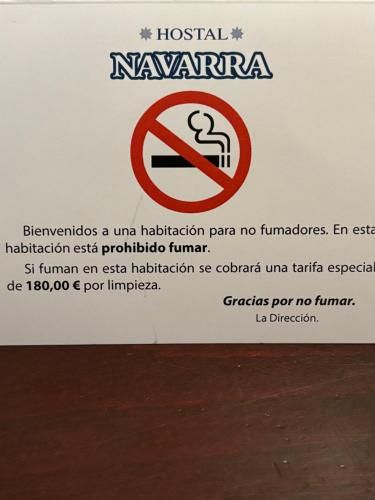 HOSTAL
NAVARRA
Bienvenidos a una habitación para no fumadores. En esta
habitación está prohibido fumar.
Si fuman en esta habitación se cobrará una tarifa especial
de 180,00 € por limpieza.
Gracias por no fumar.
La Dirección.